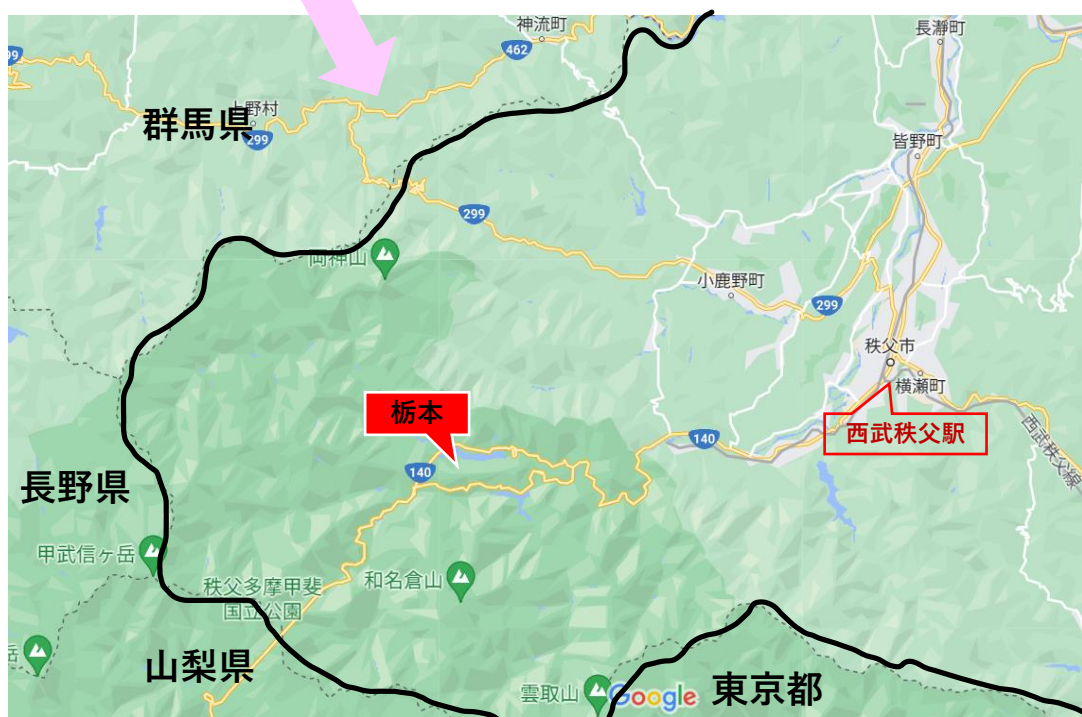 神流町
長瀞町
462
99
群馬県
上野村
299
皆野町
299
両神山
小鹿野町
299
秩父市
横瀬町
栃本
西武秩父駅
140
140
西武秩父線
長野県
甲武信ヶ岳
秩父多摩甲斐
国立公園
和名倉山
岳
山梨県
雲取山
Google
東京都